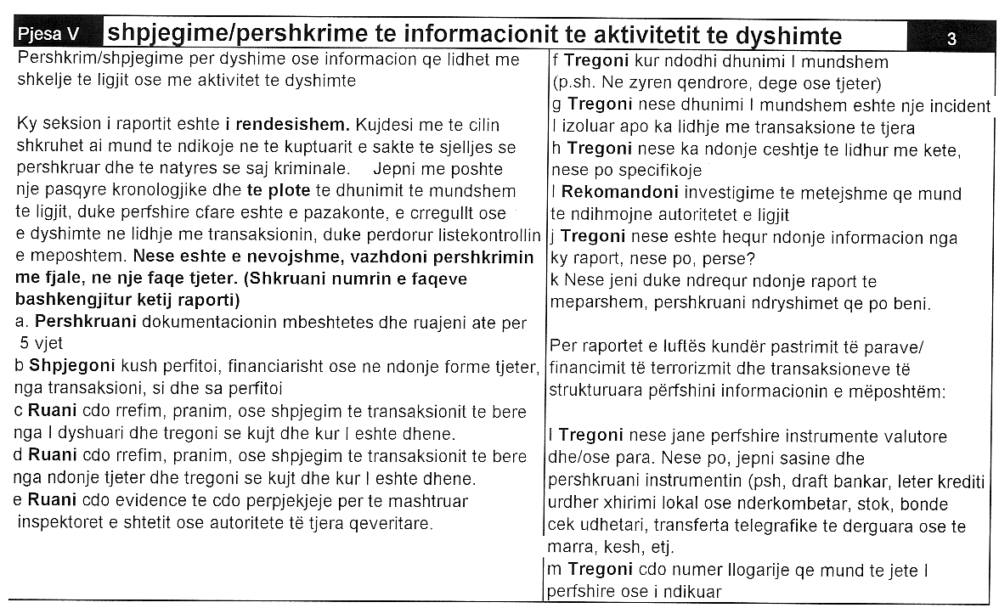 Pjesa V shpjegime/pershkrime te informacionit te aktivitetit te dyshimte 3
Pershkrim/shpjegime per dyshime ose informacion qe lidhet me
shkelje te ligjit ose me aktivitet te dyshimte
Ky seksion i raportit eshte i rendesishem. Kujdesi me te cilin
shkruhet ai mund te ndikoje ne te kuptuarit e sakte te sjelljes se
pershkruar dhe te natyres se saj kriminale. Jepni me poshte
nje pasqyre kronologjike dhe te plote te dhunimit te mundshem
te ligjit, duke perfshire cfare eshte e pazakonte, e crregullt ose
e dyshimte ne lidhje me transaksionin, duke perdorur listekontrollin
e meposhtem. Nese eshte e nevojshme, vazhdoni pershkrimin
me fjale, ne nje faqe tjeter. (Shkruani numrin e faqeve
bashkengjitur ketij raporti)
a. Pershkruani dokumentacionin mbeshtetes dhe ruajeni ate per
5 vjet
b Shpjegoni kush perfitoi, financiarisht ose ne ndonje forme tjeter,
nga transaksioni, si dhe sa perfitoi
c Ruani cdo rrefim, pranim, ose shpjegim te transaksionit te bere
nga I dyshuari dhe tregoni se kujt dhe kur I eshte dhene.
d Ruani cdo rrefim, pranim, ose shpjegim te transaksionit te bere
nga ndonje tjeter dhe tregoni se kujt dhe kur I eshte dhene.
e Ruani cdo evidence te cdo perpjekjeje per te mashtruar
inspektoret e shtetit ose autoritete të tjera qeveritare.
f Tregoni kur ndodhi dhunimi I mundshem
(p.sh. Ne zyren qendrore, dege ose tjeter)
g Tregoni nese dhunimi I mundshem eshte nje incident
I izoluar apo ka lidhje me transaksione te tjera
h Tregoni nese ka ndonje ceshtje te lidhur me kete,
nese po specifikoje
I Rekomandoni investigime te metejshme qe mund
te ndihmojne autoritetet e ligjit
j Tregoni nese eshte hequr ndonje informacion nga
ky raport, nese po, perse?
k Nese jeni duke ndrequr ndonje raport te
meparshem, pershkruani ndryshimet qe po beni.
Per raportet e luftës kundër pastrimit të parave/
financimit të terrorizmit dhe transaksioneve të
strukturuara përfshini informacionin e mëposhtëm:
l Tregoni nese jane perfshire instrumente valutore
dhe/ose para. Nese po, jepni sasine dhe
pershkruani instrumentin (psh, draft bankar, leter krediti
urdher xhirimi lokal ose nderkombetar, stok, bonde
cek udhetari, transferta telegrafike te derguara ose te
marra, kesh, etj.
m Tregoni cdo numer llogarije qe mund te jete I
perfshire ose i ndikuar